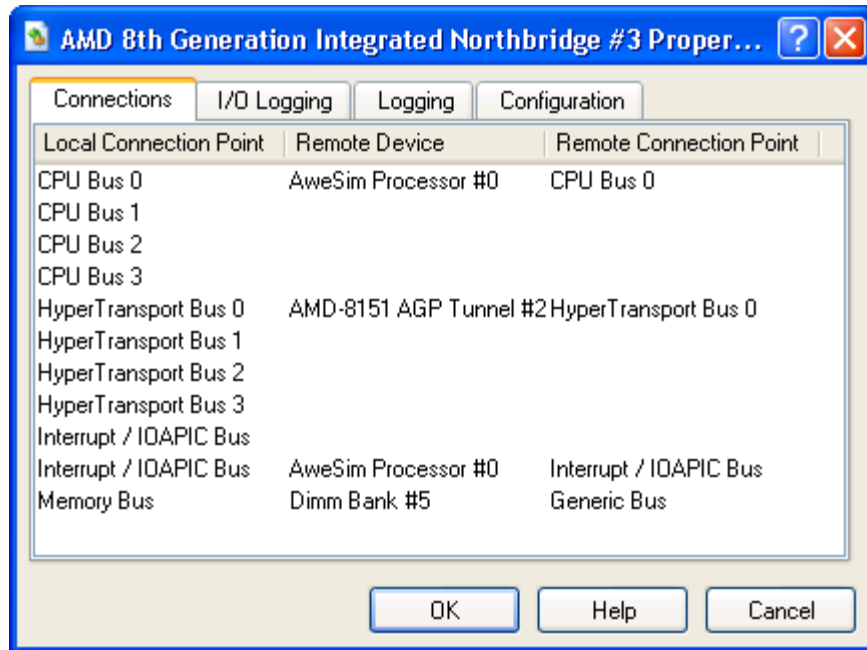 AMD 8th Generation Integrated Northbridge #3 Proper...
Connections I/O Logging Logging Configuration
Local Connection Point Remote Device Remote Connection Point
CPU Bus 0 AweSim Processor #0 CPU Bus 0
CPU Bus 1
CPU Bus 2
CPU Bus 3
HyperTransport Bus 0 AMD-8151 AGP Tunnel #2 HyperTransport Bus 0
HyperTransport Bus 1
HyperTransport Bus 2
HyperTransport Bus 3
Interrupt / IOAPIC Bus
Interrupt / IOAPIC Bus AweSim Processor #0 Interrupt / IOAPIC Bus
Memory Bus Dimm Bank #5 Generic Bus
OK Help Cancel